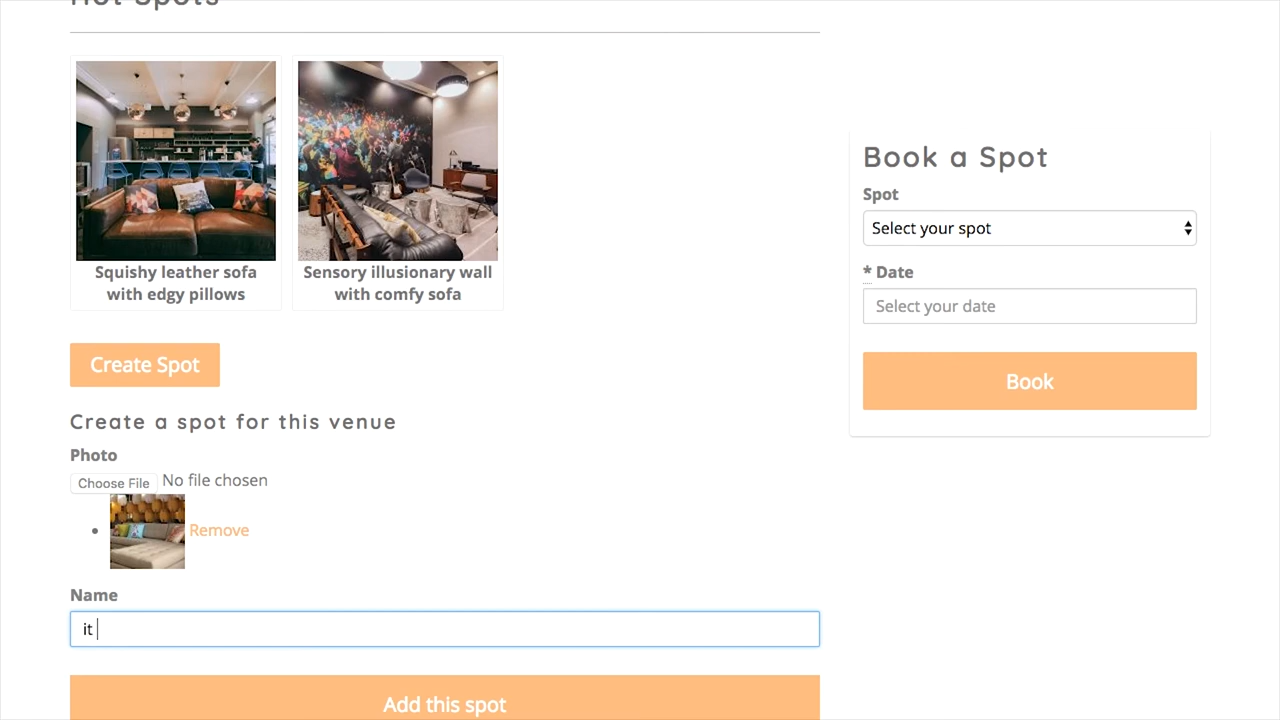 Hot Spots
Squishy leather sofa
with edgy pillows
Sensory illusionary wall
with comfy sofa
Create Spot
Create a spot for this venue
Photo
Choose File No file chosen
Remove
Name
it
Add this spot
Book a Spot
Spot
Select your spot
* Date
Select your date
Book